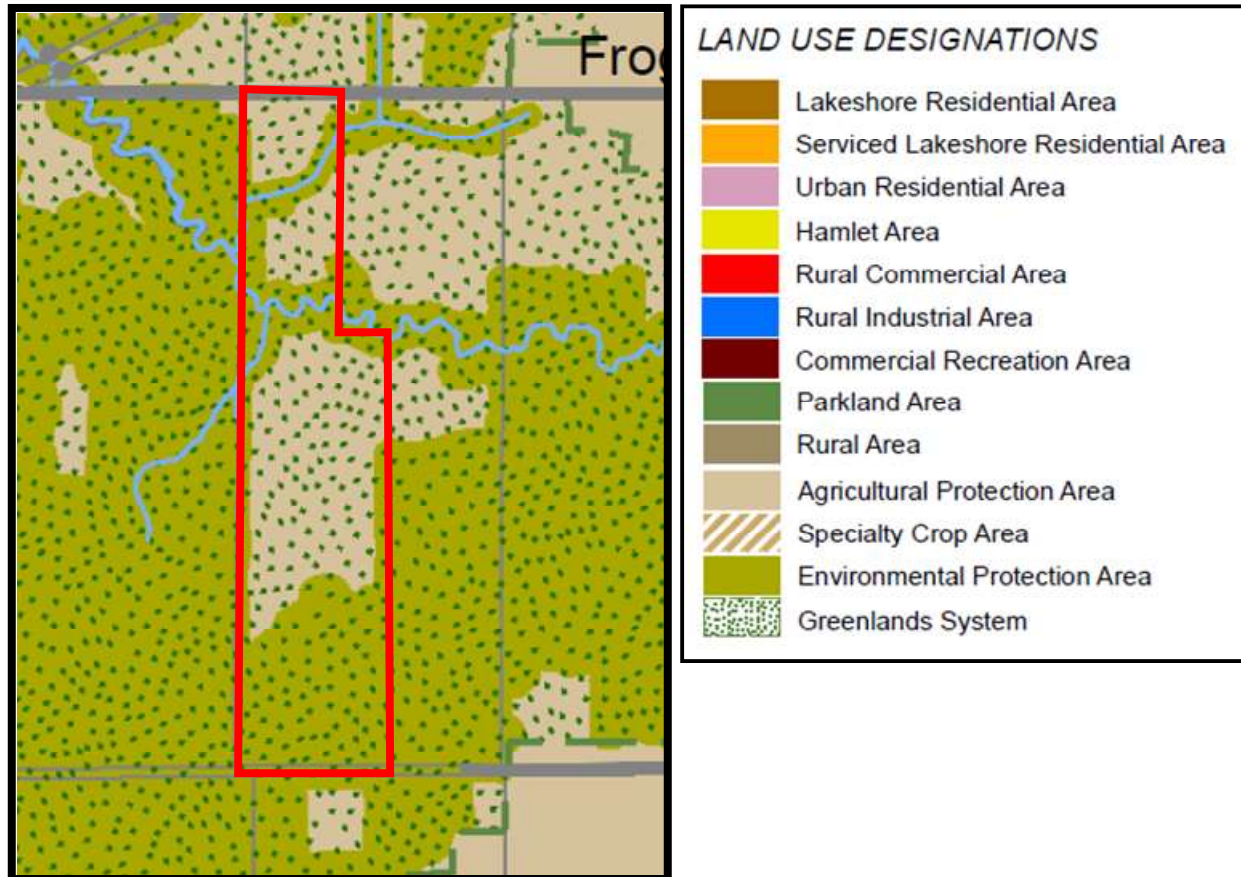 Frog
LAND USE DESIGNATIONS
Lakeshore Residential Area
Serviced Lakeshore Residential Area
Urban Residential Area
Hamlet Area
Rural Commercial Area
Rural Industrial Area
Commercial Recreation Area
Parkland Area
Rural Area
Agricultural Protection Area
Specialty Crop Area
Environmental Protection Area
Greenlands System